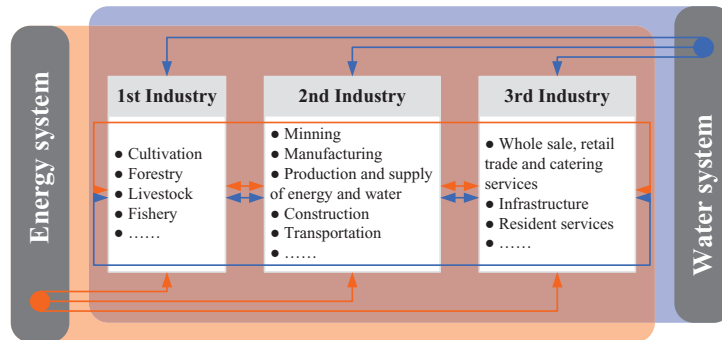 Energy system
1st Industry
● Cultivation
● Forestry
● Livestock
● Fishery
● ……
2nd Industry
● Minning
● Manufacturing
● Production and supply
of energy and water
● Construction
● Transportation
● ……
3rd Industry
● Whole sale, retail
trade and catering
services
● Infrastructure
● Resident services
● ……
Water system